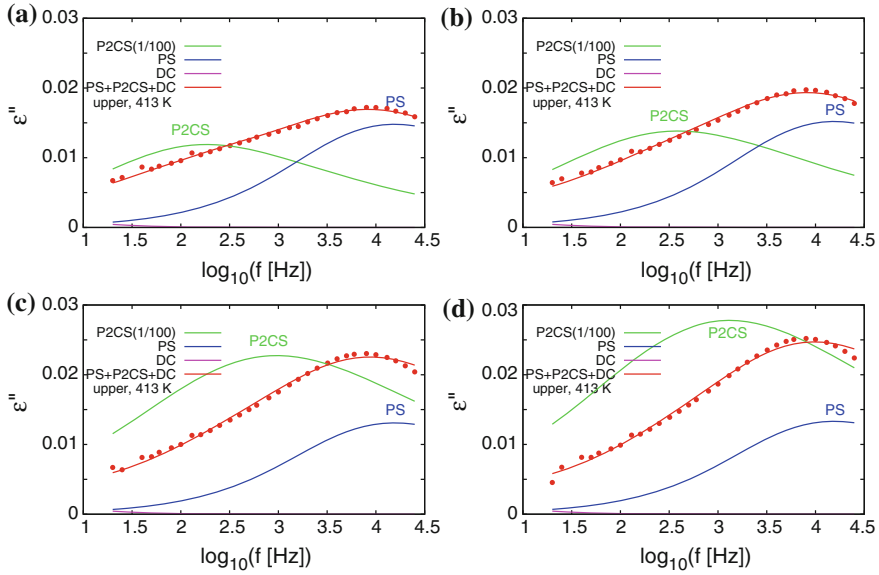 (a)
0.03
P2CS(1/100)
PS
DC
PS+P2CS+DC
upper, 413 K
0.02
ε''
PS
P2CS
0.01
0
1 1.5 2 2.5 3 3.5 4 4.5
log10(f [Hz])
(b)
0.03
P2CS(1/100)
PS
DC
PS+P2CS+DC
upper, 413 K
0.02
ε''
PS
P2CS
0.01
0
1 1.5 2 2.5 3 3.5 4 4.5
log10(f [Hz])
(c)
0.03
P2CS(1/100)
PS
DC
PS+P2CS+DC
upper, 413 K
P2CS
0.02
ε''
PS
0.01
0
1 1.5 2 2.5 3 3.5 4 4.5
log10(f [Hz])
(d)
0.03
P2CS(1/100)
PS
DC
PS+P2CS+DC
upper, 413 K
P2CS
0.02
ε''
PS
0.01
0
1 1.5 2 2.5 3 3.5 4 4.5
log10(f [Hz])